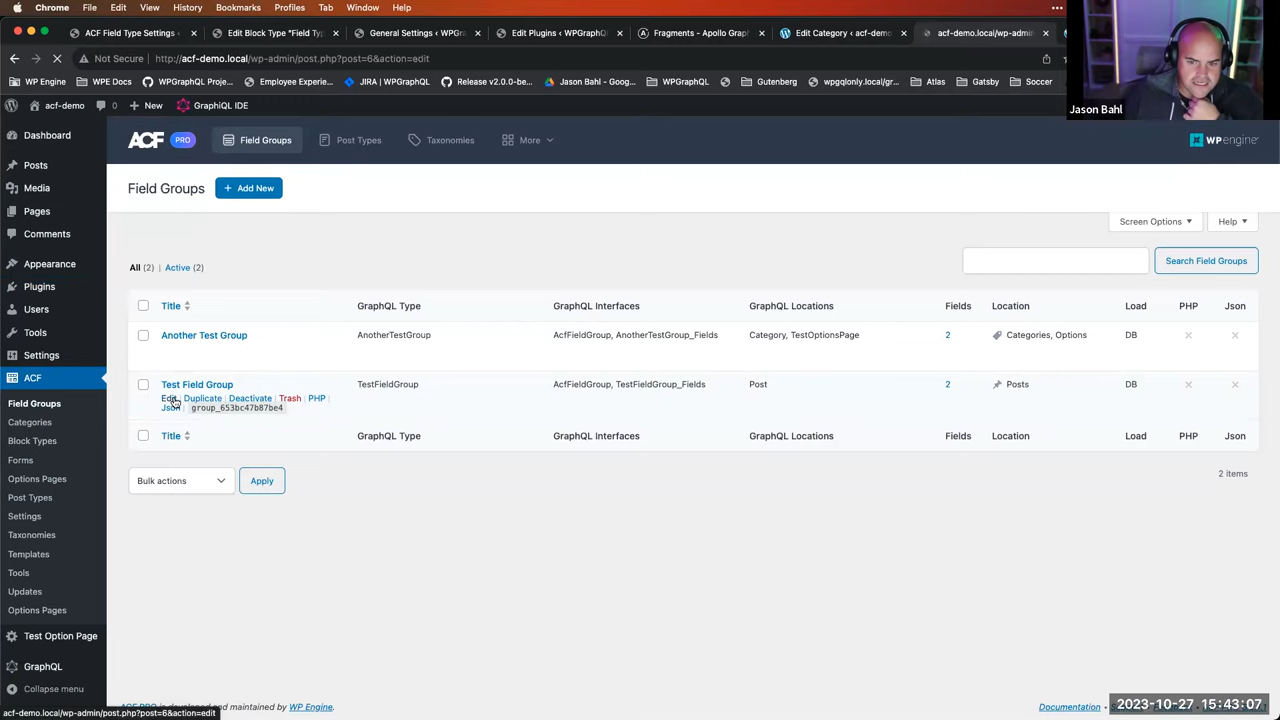 Chrome File Edit View History Bookmarks Profiles Tab Window Help
ACF Field Type Settings ‹
Edit Block Type "Field Ty
General Settings ‹ WPGra
Edit Plugins ‹ WPGraphQL
Fragments - Apollo Grap
Edit Category ‹ acf-demo
acf-demo.local/wp-admin
Not Secure http://acf-demo.local/wp-admin/post.php?post=6&action=edit
WP Engine WPE Docs WPGraphQL Proje... Employee Experie... JIRA | WPGraphQL Release v2.0.0-be... Jason Bahl - Goog... WPGraphQL Gutenberg wpgqlonly.local/gr... Atlas Gatsby Soccer
Jason Bahl
acf-demo 0 + New GraphiQL IDE
ACF PRO Field Groups Post Types Taxonomies More WP engine
Field Groups + Add New
Screen Options Help
All (2) | Active (2)
Search Field Groups
Title GraphQL Type GraphQL Interfaces GraphQL Locations Fields Location Load PHP Json
Another Test Group AnotherTestGroup AcfFieldGroup, AnotherTestGroup_Fields Category, TestOptionsPage 2 Categories, Options DB
Test Field Group TestFieldGroup AcfFieldGroup, TestFieldGroup_Fields Post 2 Posts DB
Edit Duplicate | Deactivate | Trash | PHP |
Json | group_653bc47b87be4
Title GraphQL Type GraphQL Interfaces GraphQL Locations Fields Location Load PHP Json
Bulk actions Apply
2 items
Dashboard
Posts
Media
Pages
Comments
Appearance
Plugins
Users
Tools
Settings
ACF
Field Groups
Categories
Block Types
Forms
Options Pages
Post Types
Settings
Taxonomies
Templates
Tools
Updates
Options Pages
Test Option Page
GraphQL
Collapse menu
ACF PRO is developed and maintained by WP Engine.
Documentation
acf-demo.local/wp-admin/post.php?post=6&action=edit
2023-10-27 15:43:07